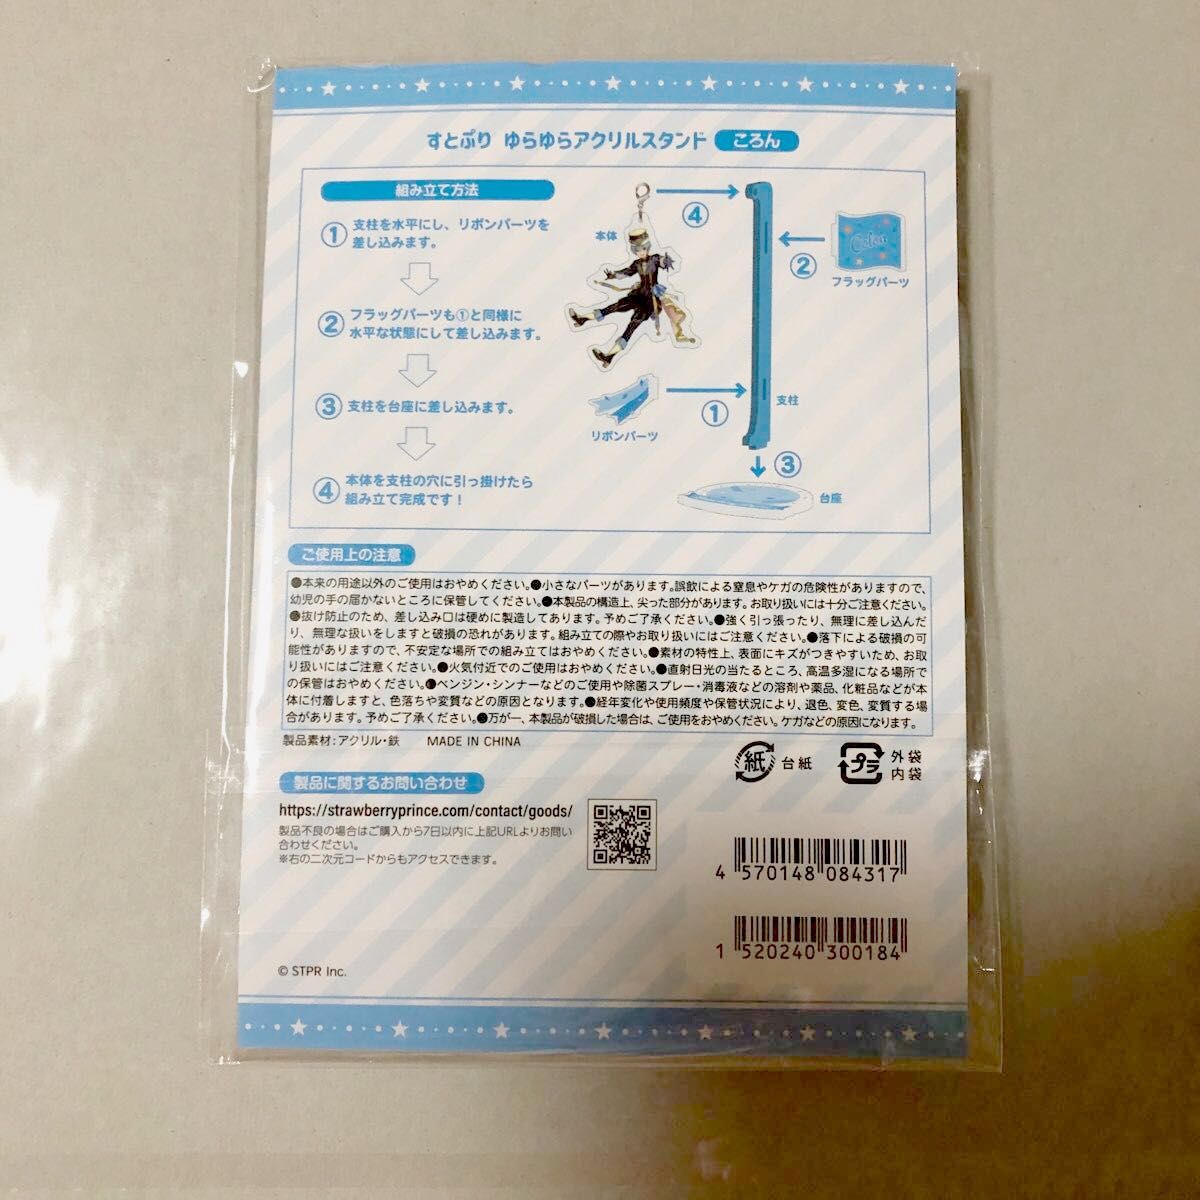 すとぷり ゆらゆらアクリルスタンド ころん
組み立て方法
① 支柱を水平にし、リボンパーツを
差し込みます。
② フラッグパーツも①と同様に
水平な状態にして差し込みます。
③ 支柱を台座に差し込みます。
④ 本体を支柱の穴に引っ掛けたら
組み立て完成です!
本体
④
Colon
②
フラッグパーツ
①
リボンパーツ
支柱
③
台座
ご使用上の注意
●本来の用途以外のご使用はおやめください。●小さなパーツがあります。誤飲による窒息やケガの危険性がありますので、
幼児の手の届かないところに保管してください。●本製品の構造上、尖った部分があります。お取り扱いには十分ご注意ください。
●抜け防止のため、差し込み口は硬めに製造してあります。予めご了承ください。●強く引っ張ったり、無理に差し込んだ
り、無理な扱いをしますと破損の恐れがあります。組み立ての際やお取り扱いにはご注意ください。●落下による破損の可
能性がありますので、不安定な場所での組み立てはおやめください。●素材の特性上、表面にキズがつきやすいため、お取
り扱いにはご注意ください。●火気付近でのご使用はおやめください。●直射日光の当たるところ、高温多湿になる場所で
の保管はおやめください。●ベンジン・シンナーなどのご使用や除菌スプレー・消毒液などの溶剤や薬品、化粧品などが本
体に付着しますと、色落ちや変質などの原因となります。●経年変化や使用頻度や保管状況により、退色、変色、変質する場
合があります。予めご了承ください。●万が一、本製品が破損した場合は、ご使用をおやめください。ケガなどの原因になります。
製品素材:アクリル・鉄 MADE IN CHINA
紙 台紙
プラ 外袋
内袋
製品に関するお問い合わせ
https://strawberryprince.com/contact/goods/
製品不良の場合はご購入から7日以内に上記URLよりお問い
合わせください。
※右の二次元コードからもアクセスできます。
4 570148 084317
1 520240 300184
© STPR Inc.